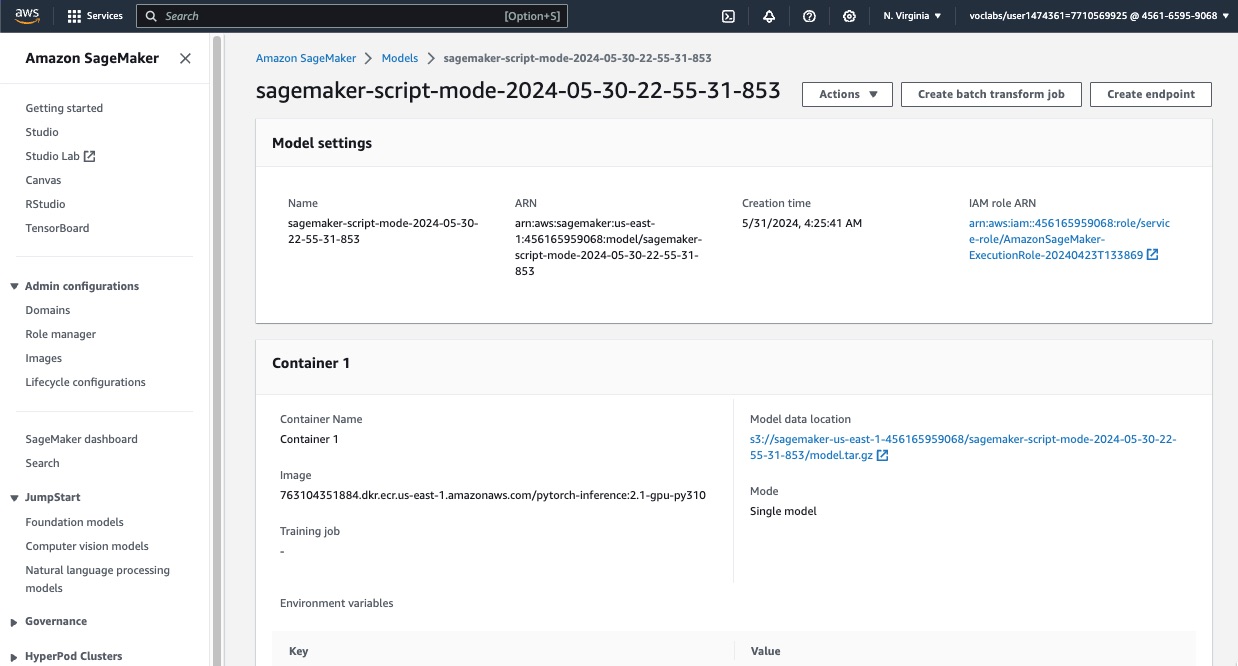 aws
Services
Search
[Option+S]
N. Virginia
voclabs/user1474361=7710569925 @ 4561-6595-9068
Amazon SageMaker
Getting started
Studio
Studio Lab
Canvas
RStudio
TensorBoard
Admin configurations
Domains
Role manager
Images
Lifecycle configurations
SageMaker dashboard
Search
JumpStart
Foundation models
Computer vision models
Natural language processing
models
Governance
HyperPod Clusters
Amazon SageMaker
Models
sagemaker-script-mode-2024-05-30-22-55-31-853
sagemaker-script-mode-2024-05-30-22-55-31-853
Actions
Create batch transform job
Create endpoint
Model settings
Name
sagemaker-script-mode-2024-05-30-
22-55-31-853
ARN
arn:aws:sagemaker:us-east-
1:456165959068:model/sagemaker-
script-mode-2024-05-30-22-55-31-
853
Creation time
5/31/2024, 4:25:41 AM
IAM role ARN
arn:aws:iam::456165959068:role/servic
e-role/AmazonSageMaker-
ExecutionRole-20240423T133869
Container 1
Container Name
Container 1
Image
763104351884.dkr.ecr.us-east-1.amazonaws.com/pytorch-inference:2.1-gpu-py310
Training job
-
Model data location
s3://sagemaker-us-east-1-456165959068/sagemaker-script-mode-2024-05-30-22-
55-31-853/model.tar.gz
Mode
Single model
Environment variables
Key
Value